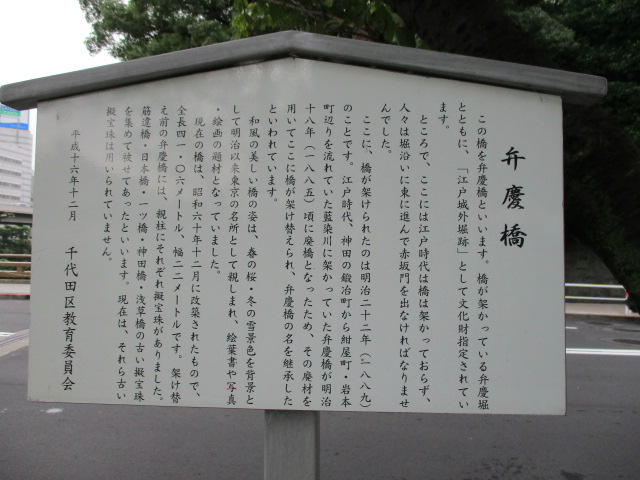 弁慶橋
この橋を弁慶橋といいます。橋が架かっている弁慶堀
とともに、「江戸城外堀跡」として文化財指定されてい
ます。
ところで、ここには江戸時代は橋は架かっておらず、
人々は堀沿いに東に進んで赤坂門を出なければなりませ
んでした。
ここに、橋が架けられたのは明治二十二年(一八八九)
のことです。江戸時代、神田の鍛冶町から紺屋町・岩本
町辺りを流れていた藍染川に架かっていた弁慶橋が明治
十八年(一八八五)頃に廃橋となったため、その廃材を
用いてここに橋が架け替えられ、弁慶橋の名を継承した
といわれています。
和風の美しい橋の姿は、春の桜・冬の雪景色を背景と
して明治以来東京の名所として親しまれ、絵葉書や写真
・絵画の題材となっていました。
現在の橋は、昭和六十年十二月に改築されたもので、
全長四一・〇六メートル、幅二二メートルです。架け替
え前の弁慶橋には、親柱にそれぞれ擬宝珠がありました。
筋違橋・日本橋・一ツ橋・神田橋・浅草橋の古い擬宝珠
を集めて被せてあったといいます。現在は、それら古い
擬宝珠は用いられていません。
平成十六年十二月 千代田区教育委員会